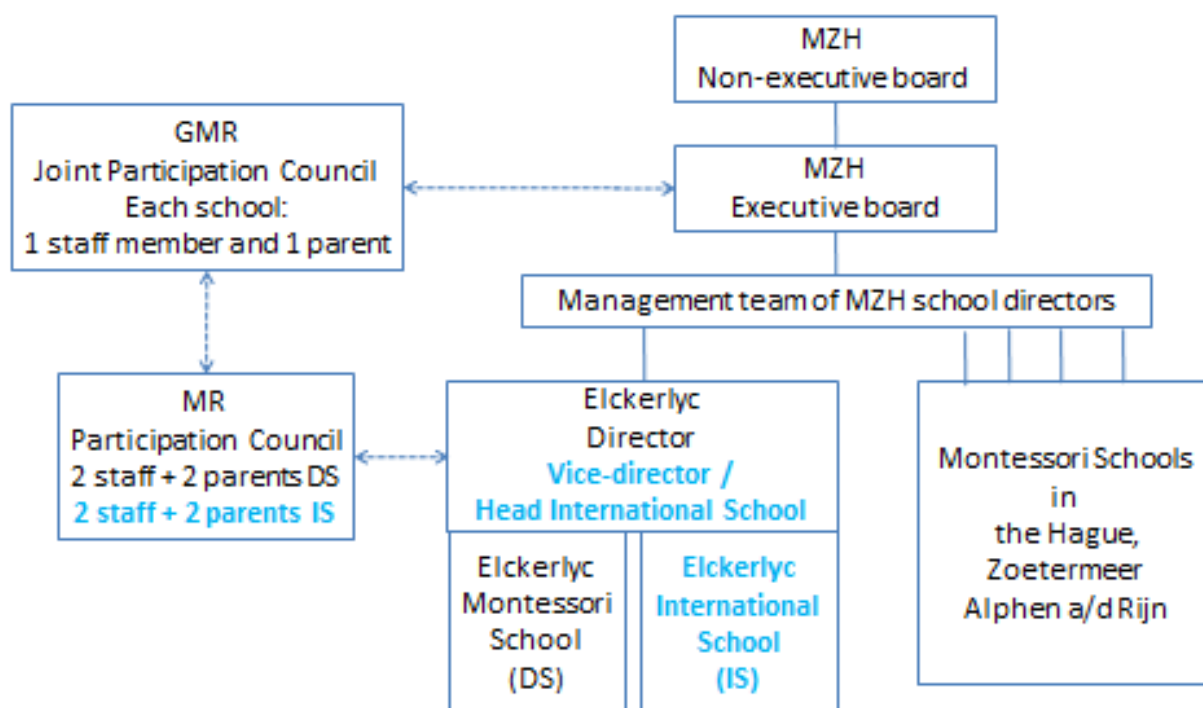 MZH
Non-executive board
GMR
Joint Participation Council
Each school:
1 staff member and 1 parent
MZH
Executive board
Management team of MZH school directors
MR
Participation Council
2 staff + 2 parents DS
2 staff + 2 parents IS
Elckerlyc
Director
Vice-director /
Head International School
Elckerlyc
Montessori
School
(DS)
Elckerlyc
International
School
(IS)
Montessori Schools
in
the Hague,
Zoetermeer
Alphen a/d Rijn